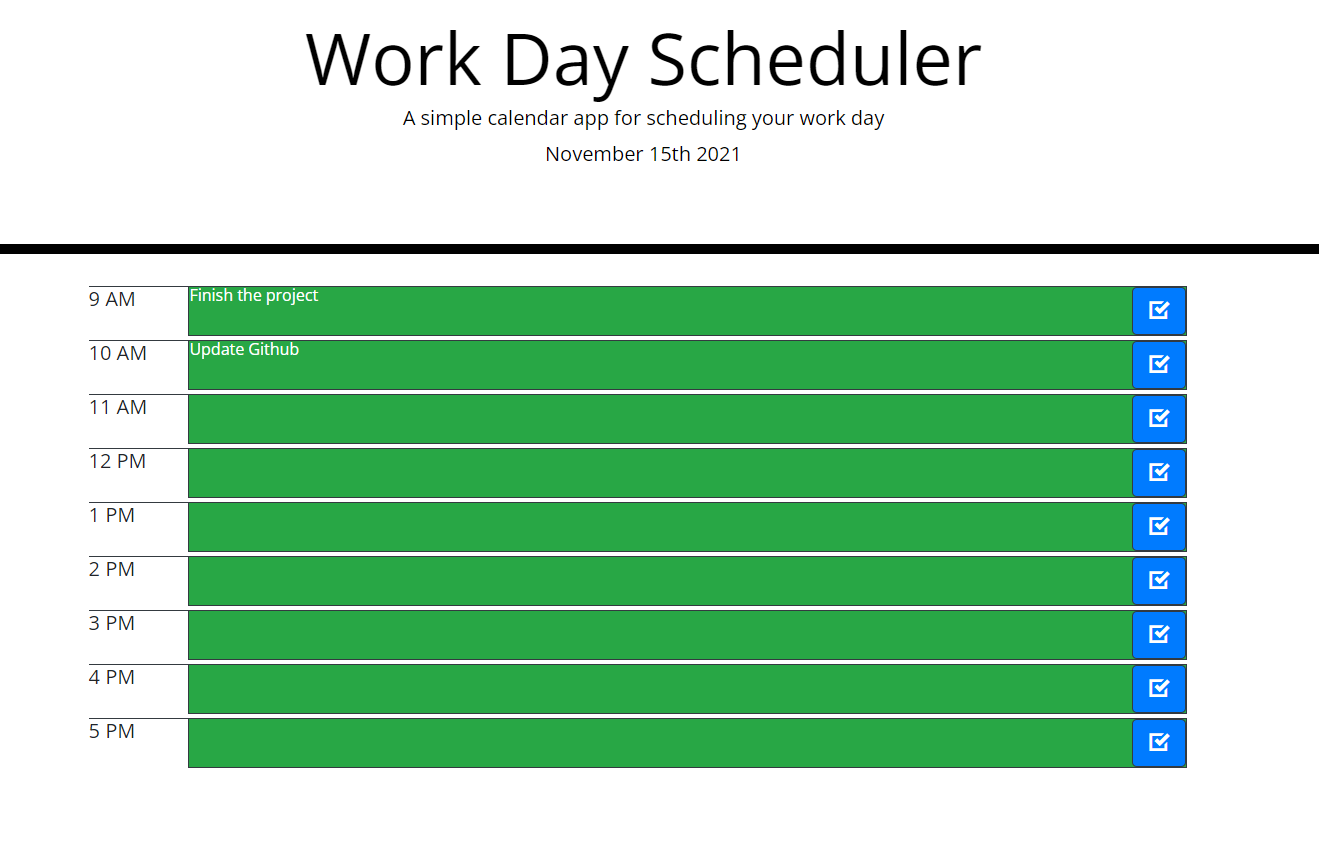 Work Day Scheduler
A simple calendar app for scheduling your work day
November 15th 2021
9 AM
Finish the project
10 AM
Update Github
11 AM
12 PM
1 PM
2 PM
3 PM
4 PM
5 PM